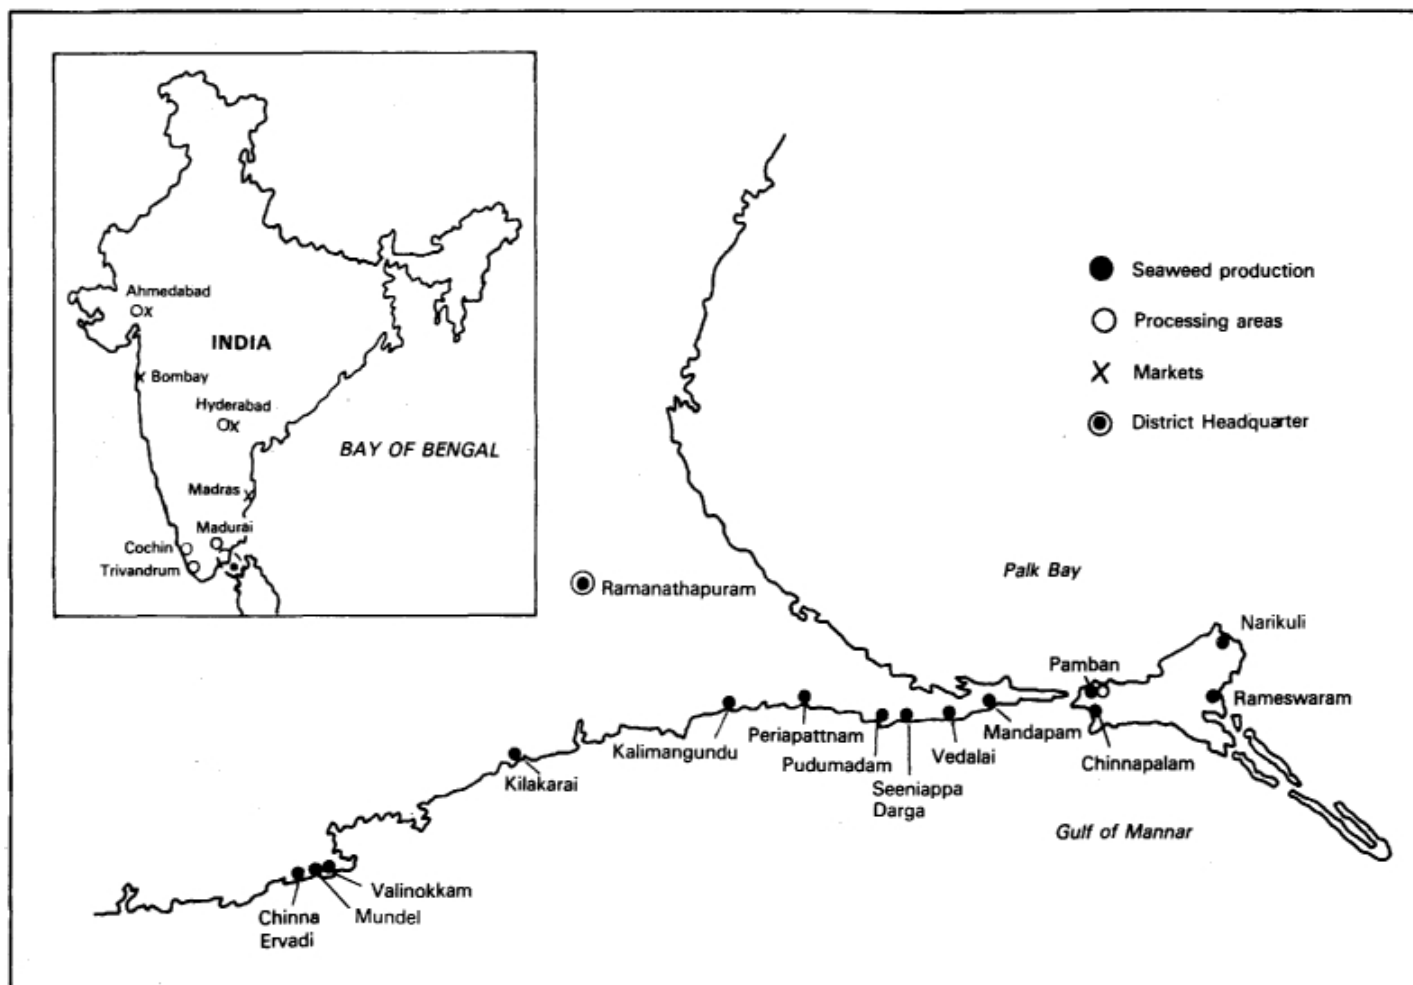 Ahmedabad
OX
INDIA
X Bombay
Hyderabad
OX
BAY OF BENGAL
Madras X
Madurai
Cochin
Trivandrum
Seaweed production
Processing areas
X Markets
District Headquarter
Ramanathapuram
Palk Bay
Narikuli
Pamban
Rameswaram
Kalimangundu
Periapattnam
Pudumadam
Seeniappa
Darga
Vedalai
Mandapam
Chinnapalam
Kilakarai
Gulf of Mannar
Valinokkam
Mundel
Chinna
Ervadi